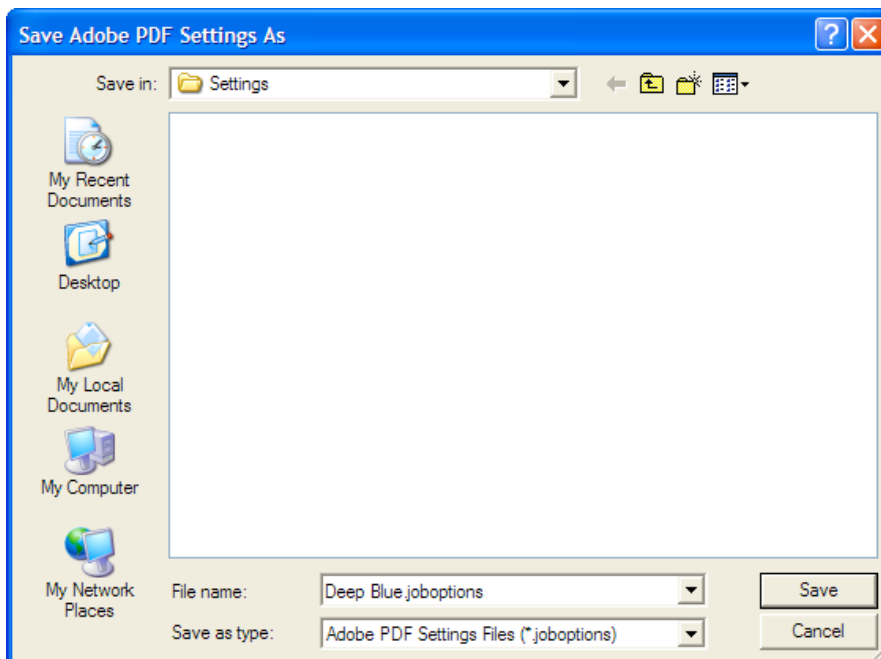 Save Adobe PDF Settings As
Save in: Settings
My Recent
Documents
Desktop
My Local
Documents
My Computer
My Network
Places
File name: Deep Blue.joboptions Save
Save as type: Adobe PDF Settings Files (*.joboptions) Cancel